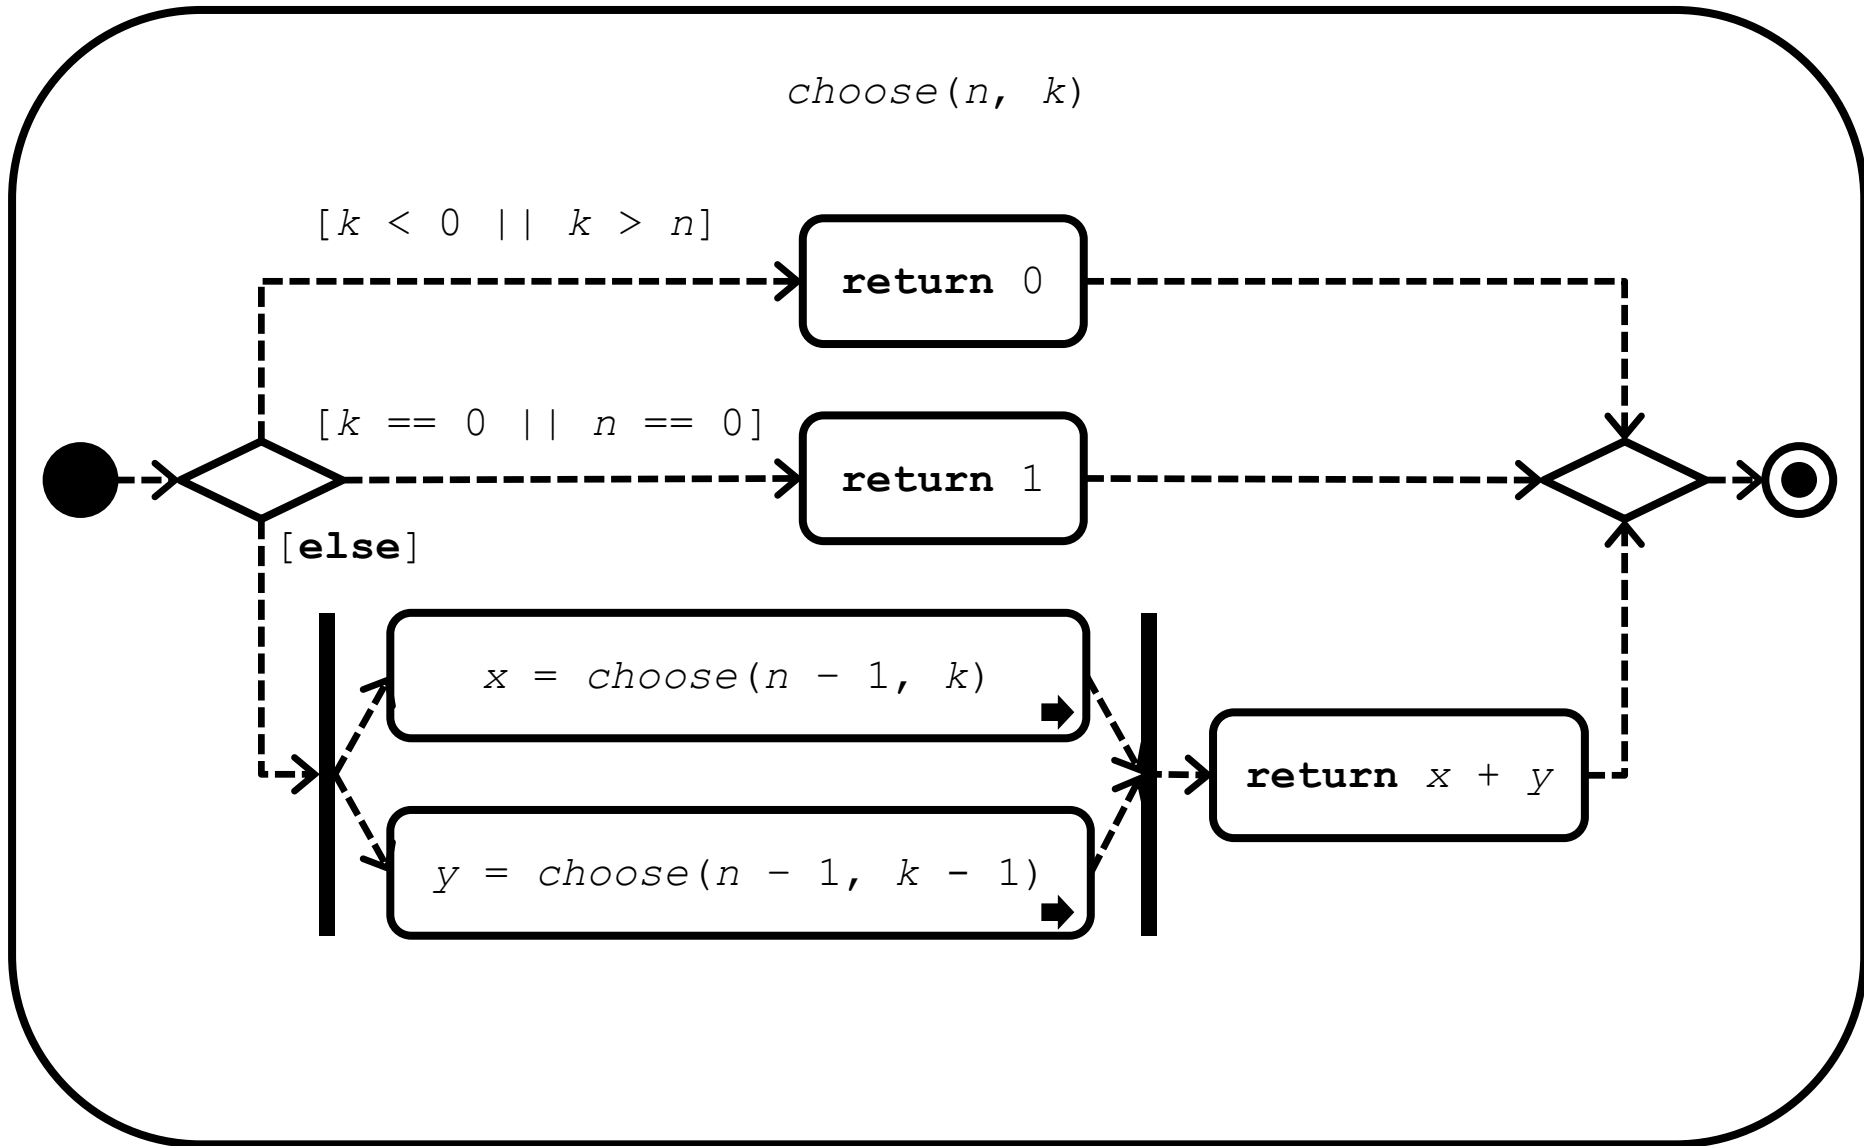 choose(n, k)
[k < 0 || k > n]
return 0
[k == 0 || n == 0]
return 1
[else]
x = choose(n − 1, k)
return x + y
y = choose(n − 1, k - 1)